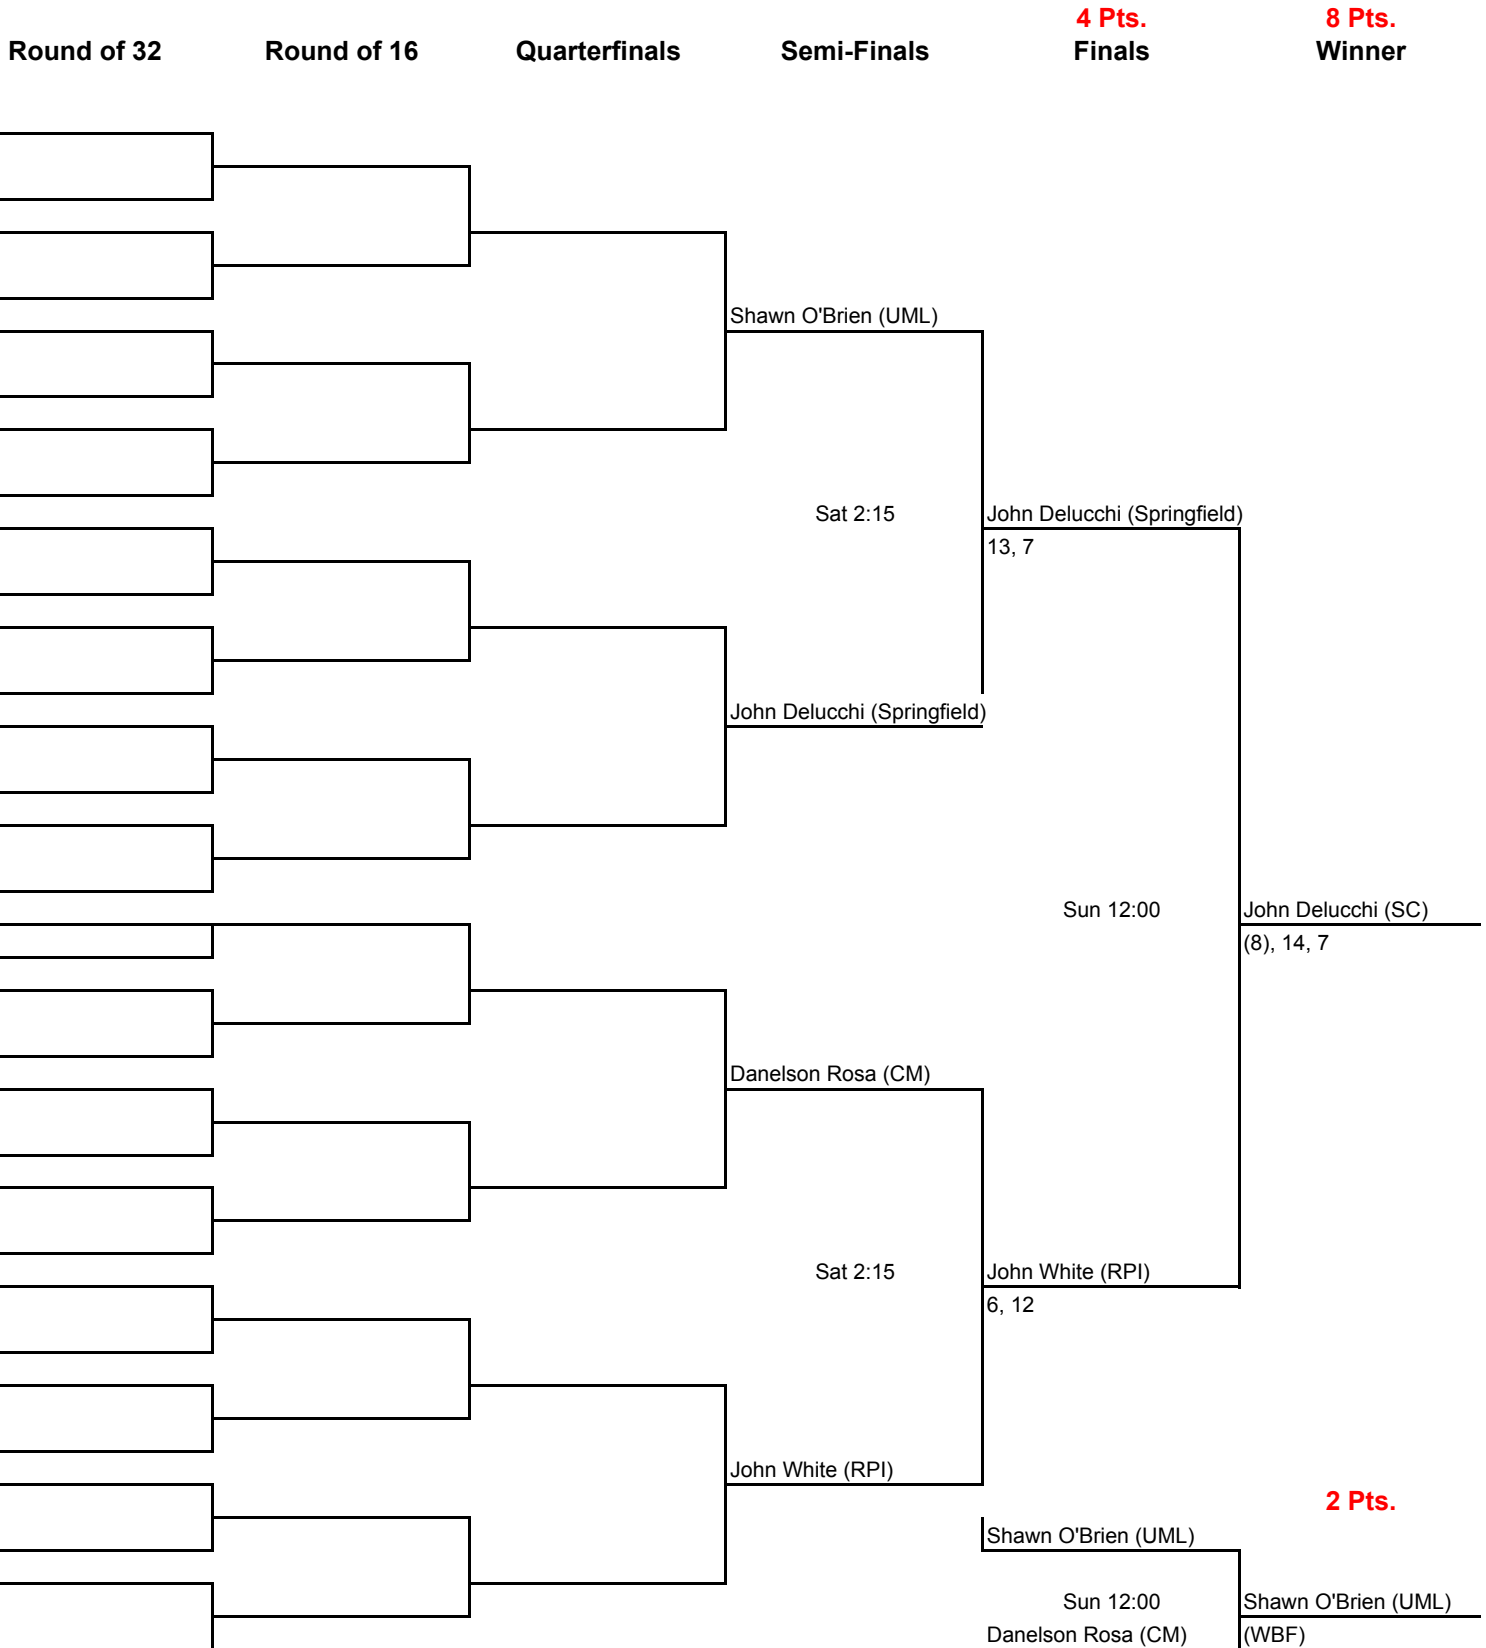 4 Pts.
8 Pts.
Round of 32
Round of 16
Quarterfinals
Semi-Finals
Finals
Winner
Shawn O'Brien (UML)
Sat 2:15
John Delucchi (Springfield)
13, 7
John Delucchi (Springfield)
Sun 12:00
John Delucchi (SC)
(8), 14, 7
Danelson Rosa (CM)
Sat 2:15
John White (RPI)
6, 12
John White (RPI)
2 Pts.
Shawn O'Brien (UML)
Sun 12:00
Shawn O'Brien (UML)
Danelson Rosa (CM)
(WBF)